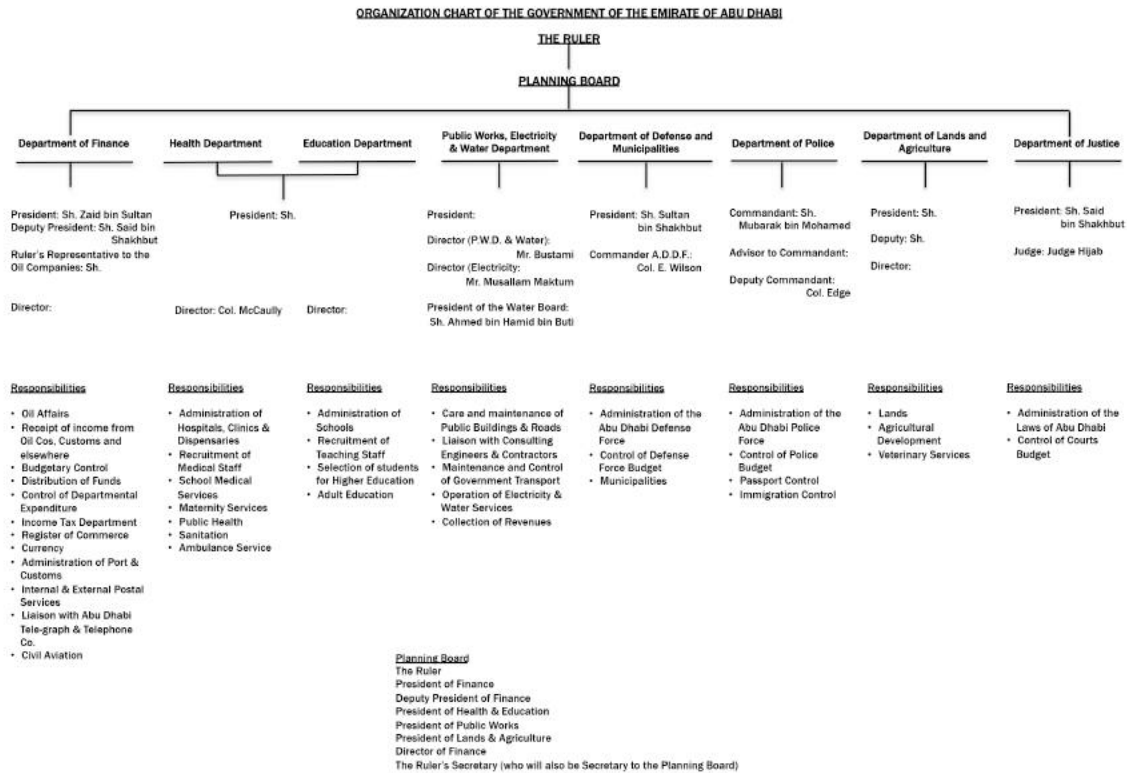 ORGANIZATION CHART OF THE GOVERNMENT OF THE EMIRATE OF ABU DHABI
THE RULER
PLANNING BOARD
Department of Finance
Health Department
Education Department
Public Works, Electricity
& Water Department
Department of Defense and
Municipalities
Department of Police
Department of Lands and
Agriculture
Department of Justice
President: Sh. Zaid bin Sultan
Deputy President: Sh. Said bin
Shakhbut
Ruler's Representative to the
Oil Companies: Sh.
Director:
President: Sh.
Director: Col. McCaully
Director:
President:
Director (P.W.D. & Water):
Mr. Bustami
Director (Electricity:
Mr. Musallam Maktum
President of the Water Board:
Sh. Ahmed bin Hamid bin Buti
President: Sh. Sultan
bin Shakhbut
Commander A.D.D.F.:
Col. E. Wilson
Commandant: Sh.
Mubarak bin Mohamed
Advisor to Commandant:
Deputy Commandant:
Col. Edge
President: Sh.
Deputy: Sh.
Director:
President: Sh. Said
bin Shakhbut
Judge: Judge Hijab
Responsibilities
• Oil Affairs
• Receipt of income from
Oil Cos, Customs and
elsewhere
• Budgetary Control
• Distribution of Funds
• Control of Departmental
Expenditure
• Income Tax Department
• Register of Commerce
• Currency
• Administration of Port &
Customs
• Internal & External Postal
Services
• Liaison with Abu Dhabi
Tele-graph & Telephone
Co.
• Civil Aviation
Responsibilities
• Administration of
Hospitals, Clinics &
Dispensaries
• Recruitment of
Medical Staff
• School Medical
Services
• Maternity Services
• Public Health
• Sanitation
• Ambulance Service
Responsibilities
• Administration of
Schools
• Recruitment of
Teaching Staff
• Selection of students
for Higher Education
• Adult Education
Responsibilities
• Care and maintenance of
Public Buildings & Roads
• Liaison with Consulting
Engineers & Contractors
• Maintenance and Control
of Government Transport
• Operation of Electricity &
Water Services
• Collection of Revenues
Responsibilities
• Administration of the
Abu Dhabi Defense
Force
• Control of Defense
Force Budget
• Municipalities
Responsibilities
• Administration of the
Abu Dhabi Police
Force
• Control of Police
Budget
• Passport Control
• Immigration Control
Responsibilities
• Lands
• Agricultural
Development
• Veterinary Services
Responsibilities
• Administration of the
Laws of Abu Dhabi
• Control of Courts
Budget
Planning Board
The Ruler
President of Finance
Deputy President of Finance
President of Health & Education
President of Public Works
President of Lands & Agriculture
Director of Finance
The Ruler's Secretary (who will also be Secretary to the Planning Board)